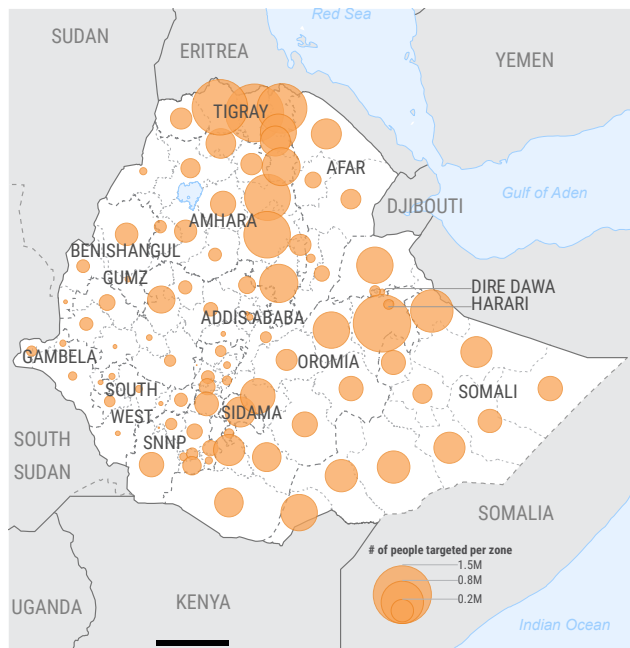 Red Sea
SUDAN
ERITREA
YEMEN
TIGRAY
AFAR
Gulf of Aden
DJIBOUTI
AMHARA
BENISHANGUL
GUMZ
DIRE DAWA
HARARI
ADDIS ABABA
GAMBELA
OROMIA
SOUTH
WEST
SOMALI
SIDAMA
SNNP
SOUTH
SUDAN
SOMALIA
# of people targeted per zone
1.5M
0.8M
0.2M
UGANDA
KENYA
Indian Ocean